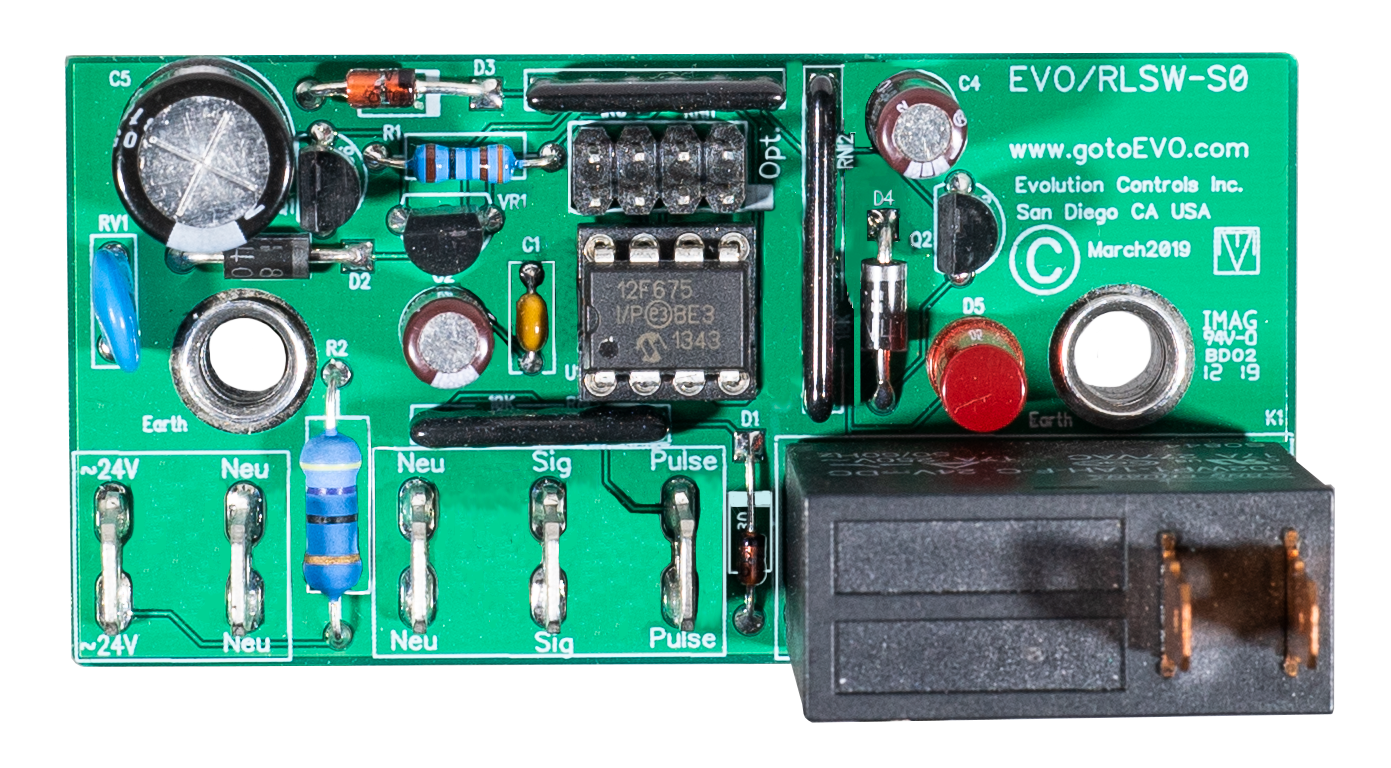 C5
D3
C4
EVO/RLSW-S0
R1
Opt.
RN2
www.gotoEVO.com
RV1
VR1
D4
Evolution Controls Inc.
San Diego CA USA
C1
Q2
©
March2019
D2
12F675
I/P e3 BE3
1343
D5
IMAG
94V-0
BD02
12 19
R2
Earth
Earth
D1
K1
~24V
Neu
Neu
Sig
Pulse
~24V
Neu
Neu
Sig
Pulse